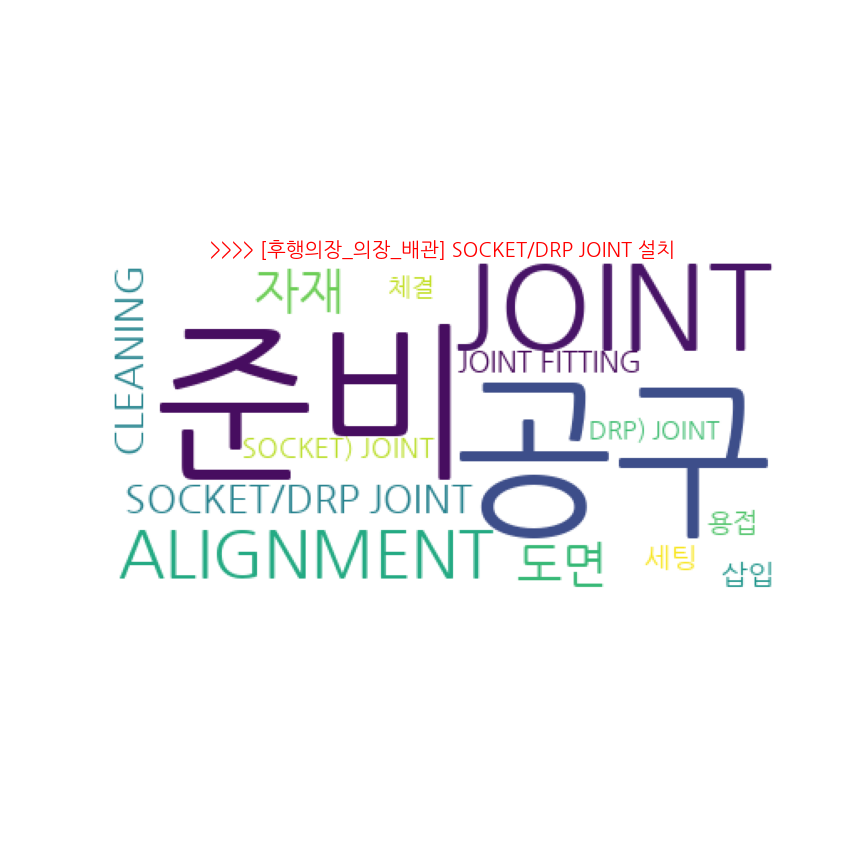 >>>> [후행의장_의장_배관] SOCKET/DRP JOINT 설치
CLEANING
자재
체결
JOINT
준비
JOINT FITTING
공구
DRP) JOINT
SOCKET) JOINT
SOCKET/DRP JOINT
용접
ALIGNMENT
도면
세팅
삽입